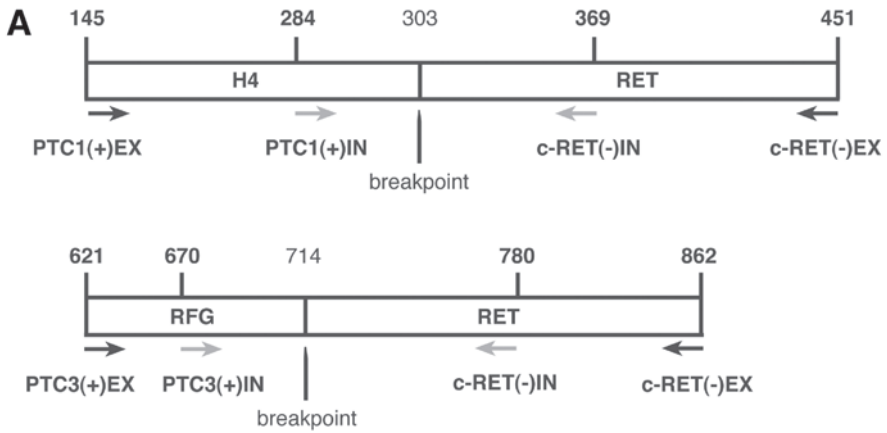 A
145 284 303 369 451
H4 RET
PTC1(+)EX PTC1(+)IN c-RET(-)IN c-RET(-)EX
breakpoint
621 670 714 780 862
RFG RET
PTC3(+)EX PTC3(+)IN c-RET(-)IN c-RET(-)EX
breakpoint